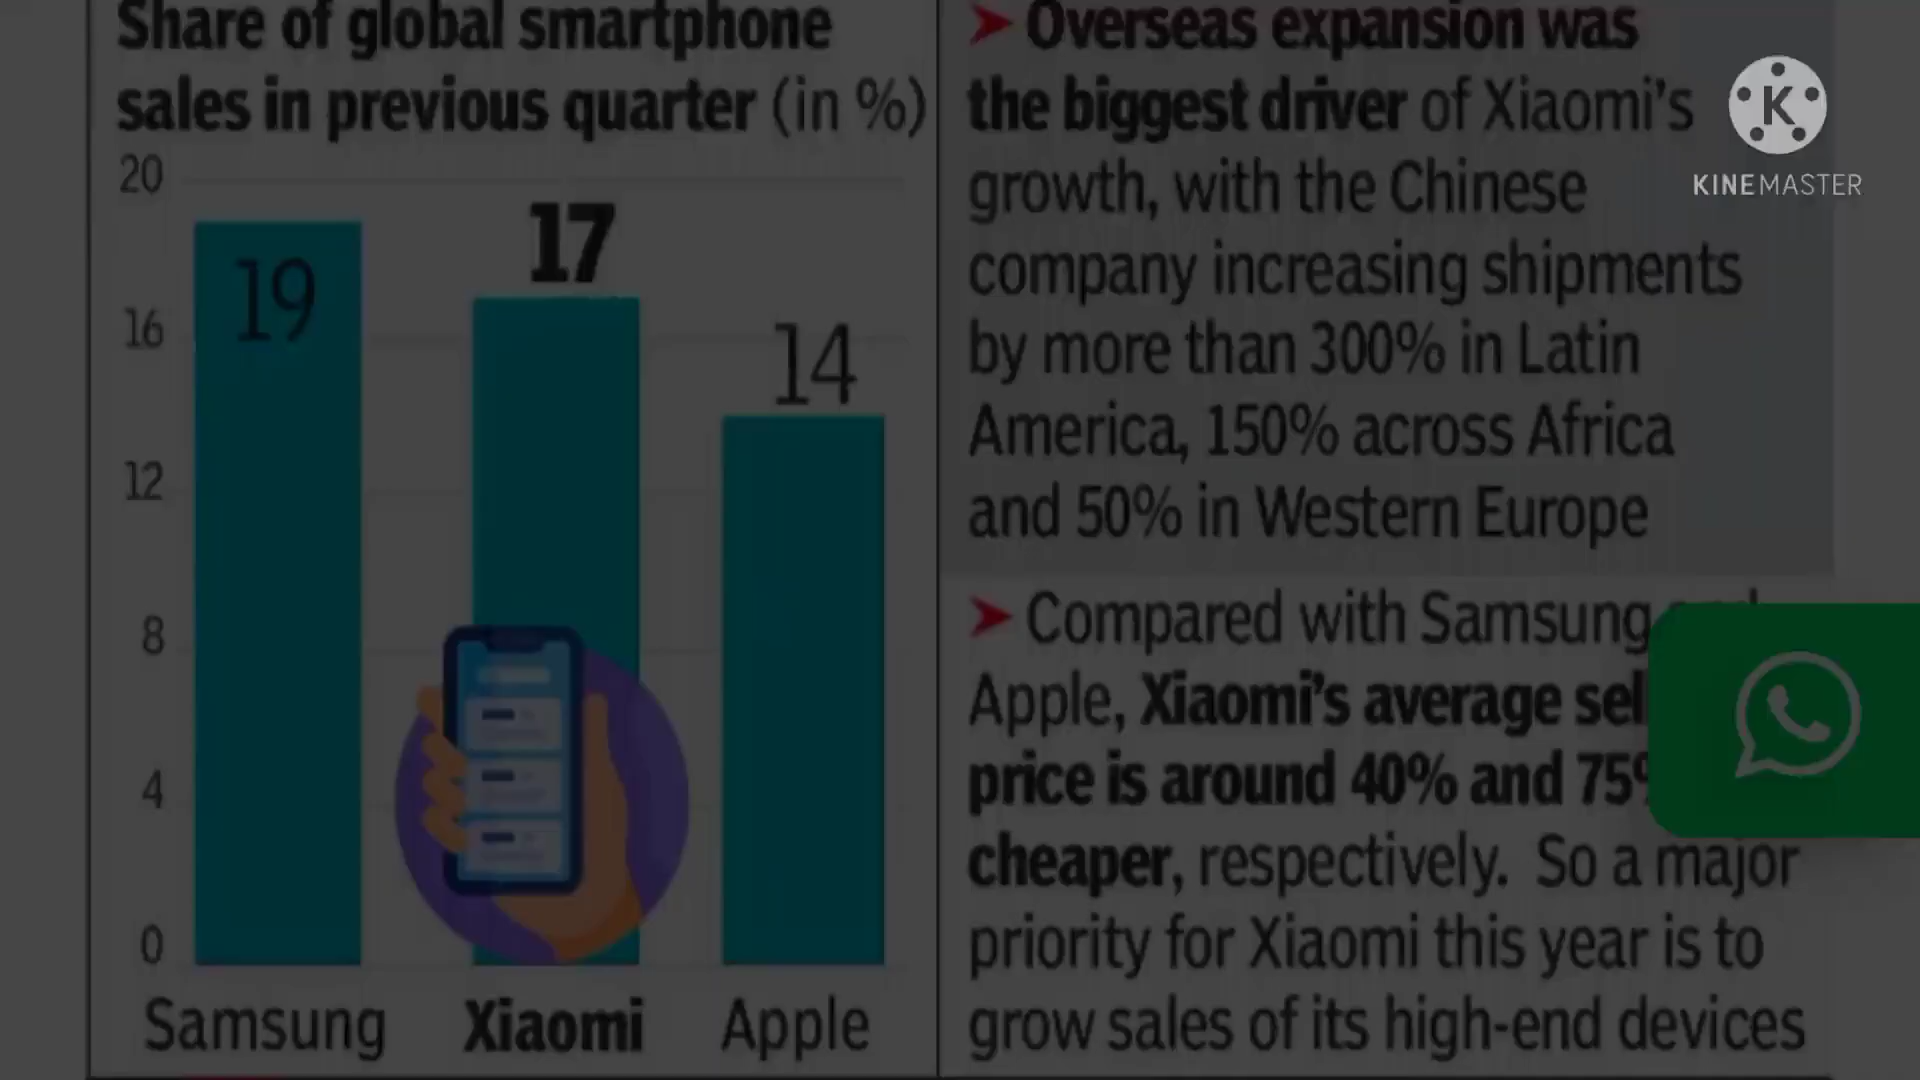 Share of global smartphone
sales in previous quarter (in %)
20
16
12
8
4
0
19
17
14
Samsung
Xiaomi
Apple
➤ Overseas expansion was
the biggest driver of Xiaomi's
growth, with the Chinese
company increasing shipments
by more than 300% in Latin
America, 150% across Africa
and 50% in Western Europe
➤ Compared with Samsung
Apple, Xiaomi's average
price is around 40% and
cheaper, respectively. So a major
priority for Xiaomi this year is to
grow sales of its high-end devices
K
KINEMASTER